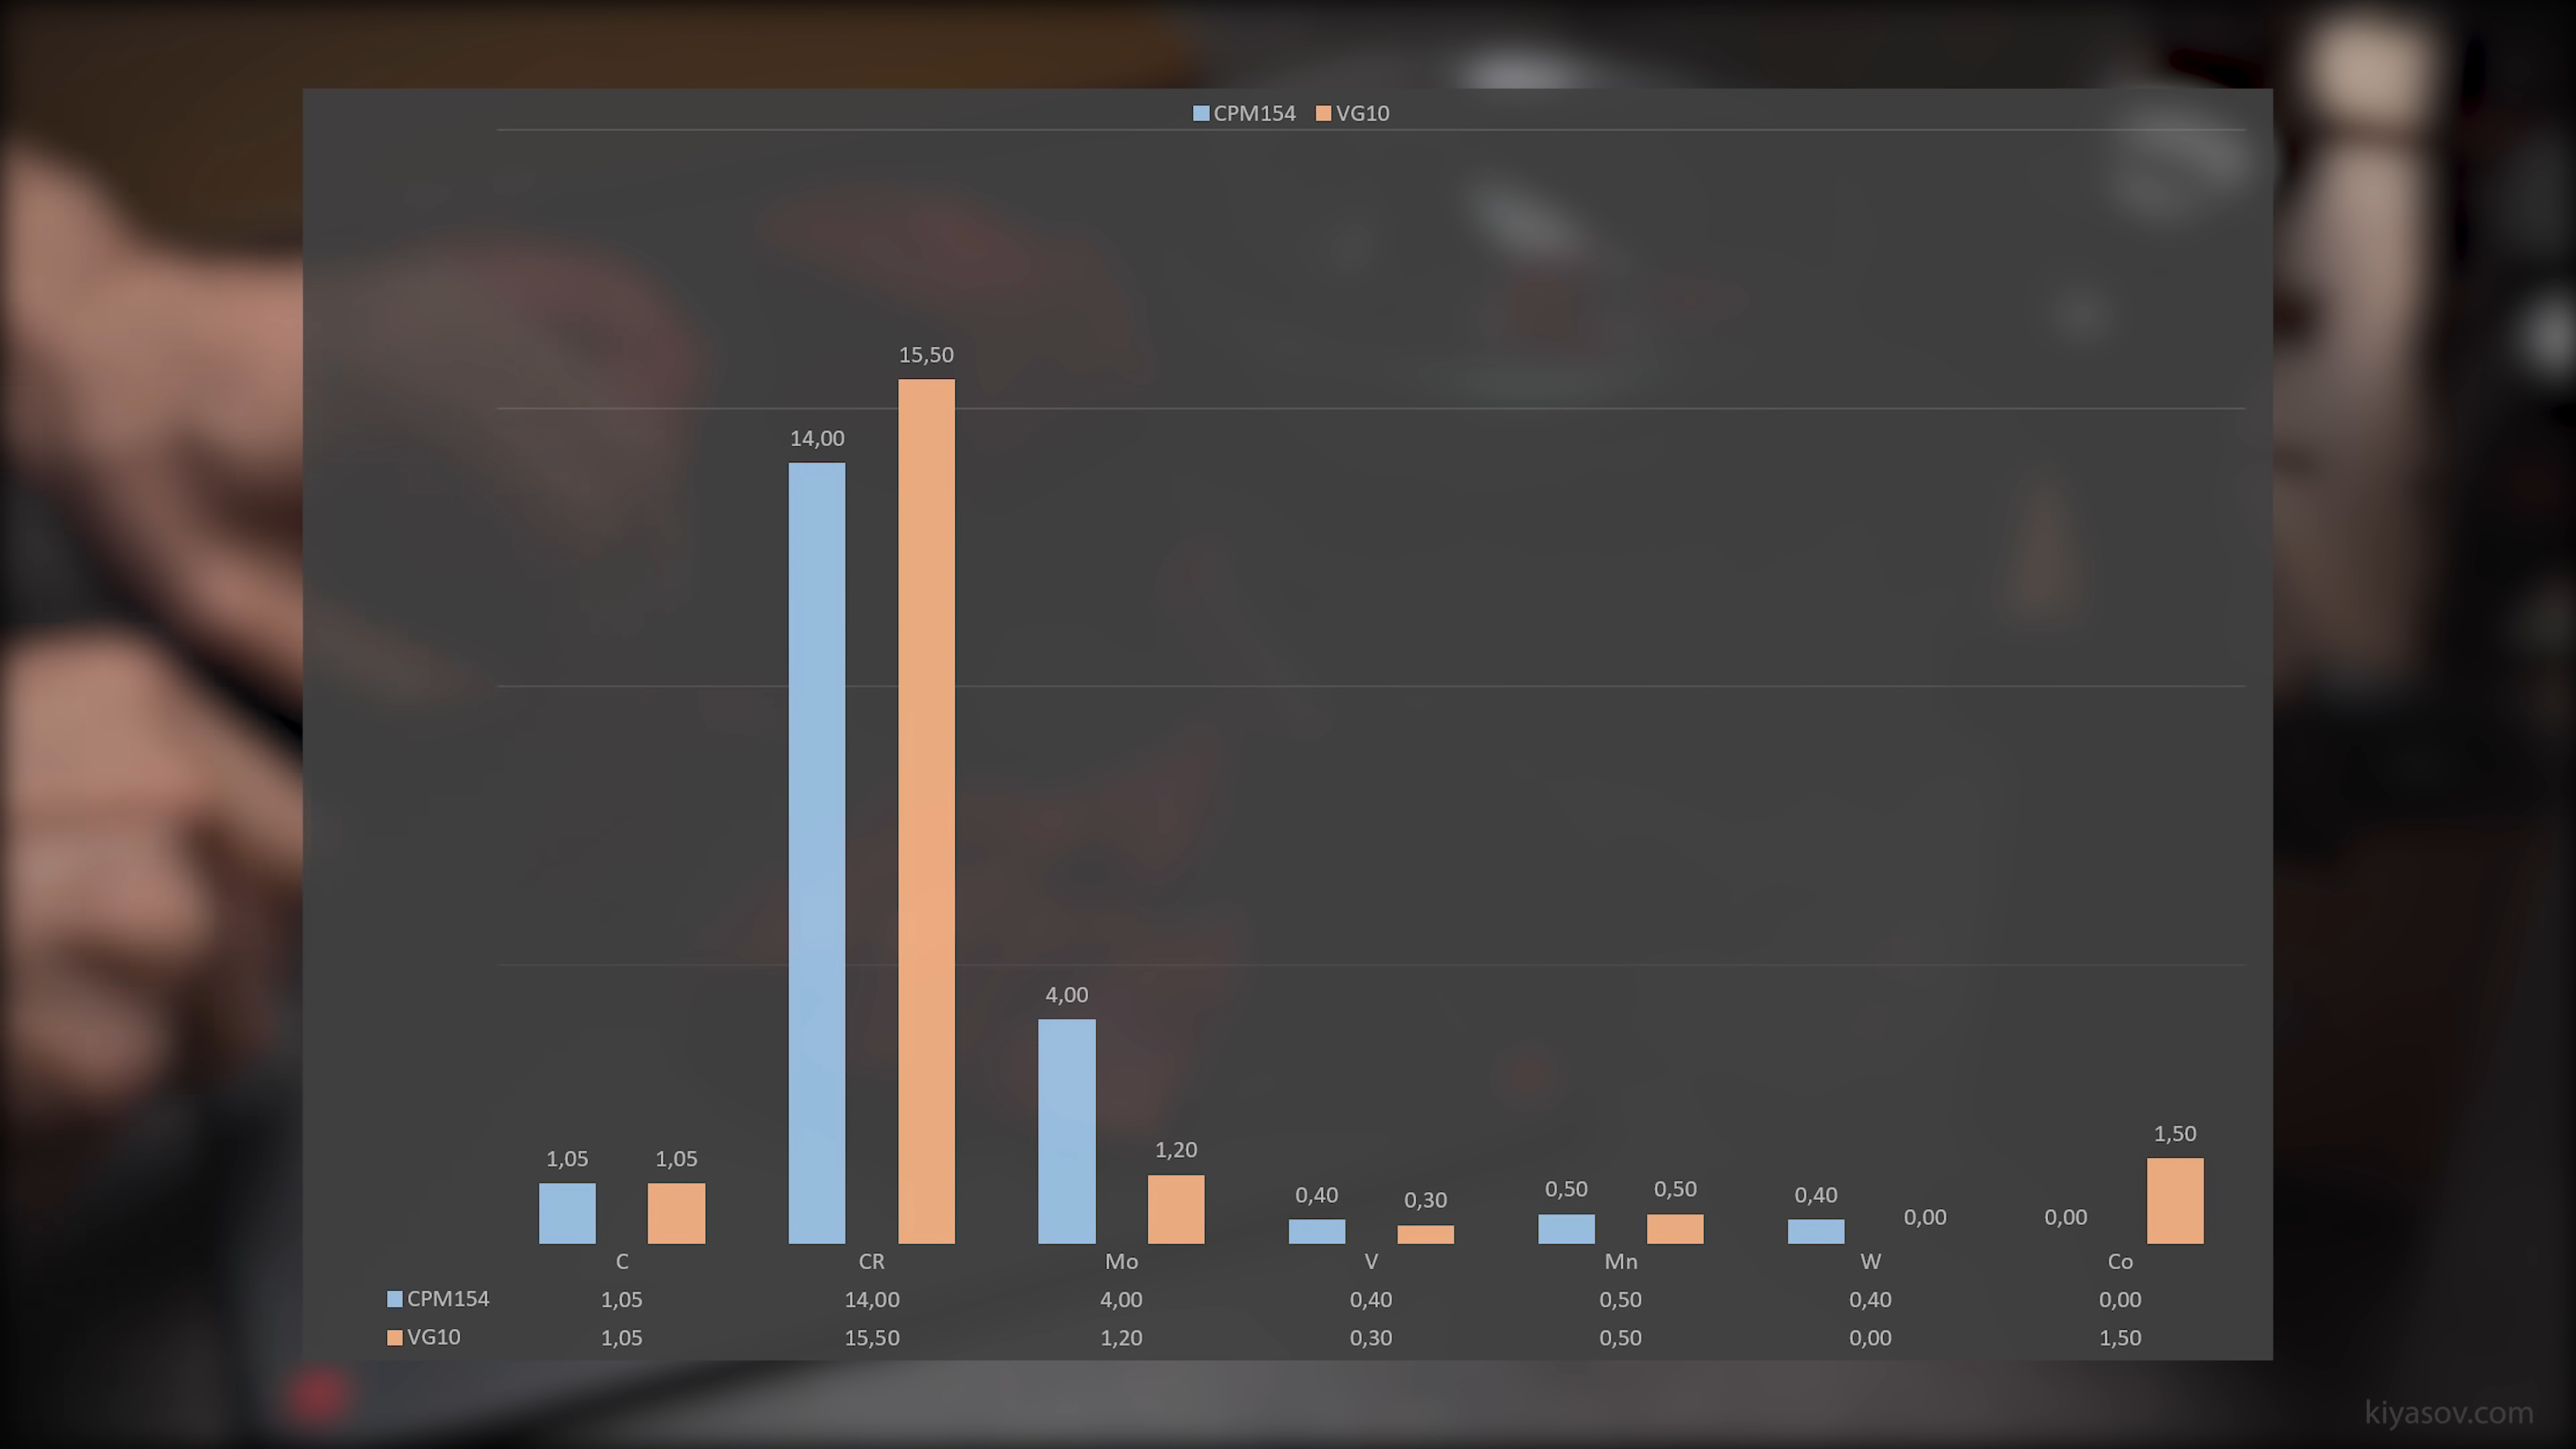 CPM154 VG10
15,50
14,00
4,00
1,05 1,05 1,20 0,40 0,30 0,50 0,50 0,40 0,00 0,00 1,50
C CR Mo V Mn W Co
CPM154 1,05 14,00 4,00 0,40 0,50 0,40 0,00
VG10 1,05 15,50 1,20 0,30 0,50 0,00 1,50
kiyasov.com